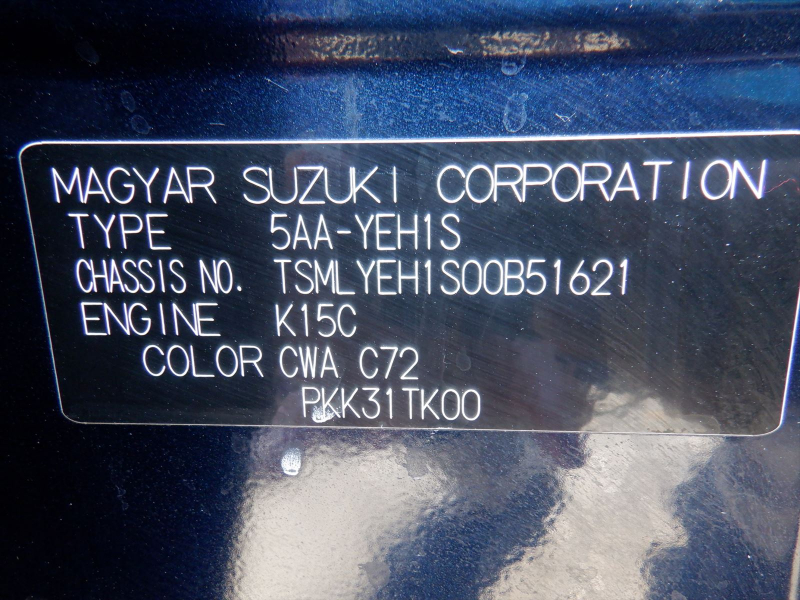 MAGYAR SUZUKI CORPORATION
TYPE 5AA-YEH1S
CHASSIS NO. TSMLYEH1S00B51621
ENGINE K15C
COLOR CWA C72
PKK31TK00